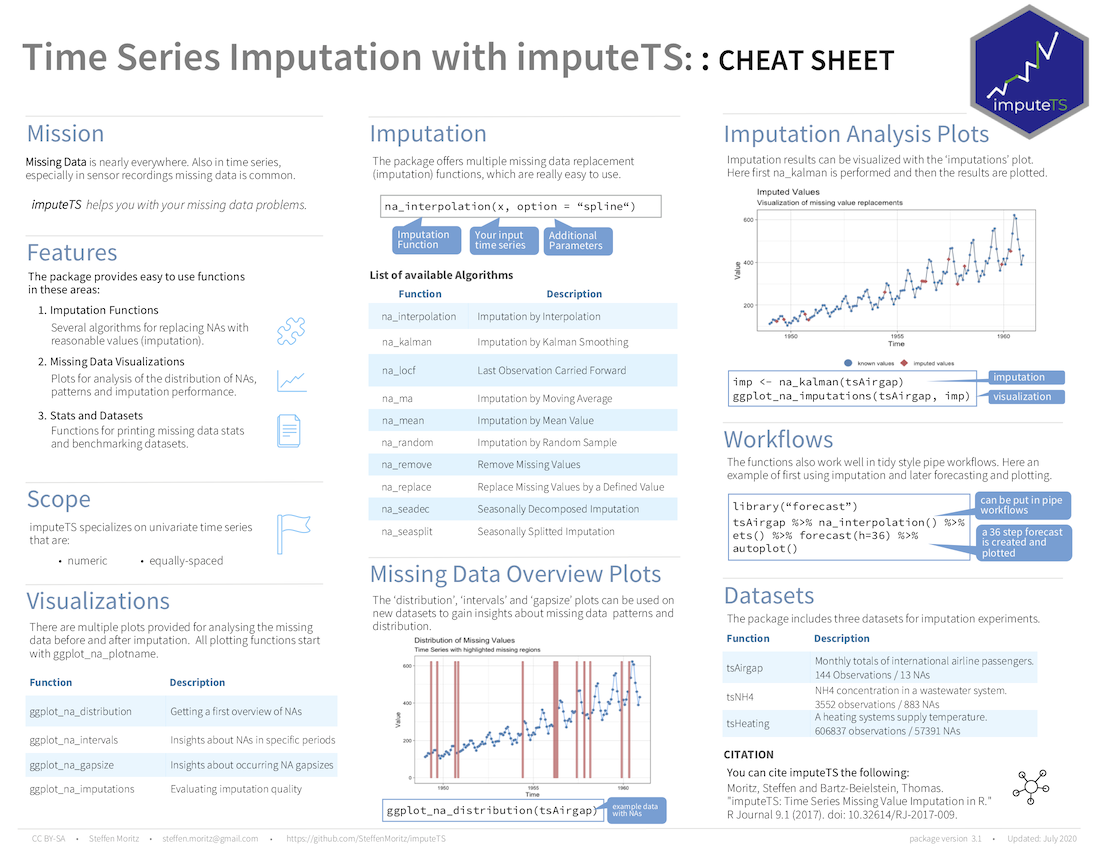 Time Series Imputation with imputeTS: : CHEAT SHEET
imputeTS
Mission
Missing Data is nearly everywhere. Also in time series,
especially in sensor recordings missing data is common.
imputeTS helps you with your missing data problems.
Features
The package provides easy to use functions
in these areas:
1. Imputation Functions
Several algorithms for replacing NAs with
reasonable values (imputation).
2. Missing Data Visualizations
Plots for analysis of the distribution of NAs,
patterns and imputation performance.
3. Stats and Datasets
Functions for printing missing data stats
and benchmarking datasets.
Scope
imputeTS specializes on univariate time series
that are:
• numeric • equally-spaced
Visualizations
There are multiple plots provided for analysing the missing
data before and after imputation. All plotting functions start
with ggplot_na_plotname.
Function Description
ggplot_na_distribution Getting a first overview of NAs
ggplot_na_intervals Insights about NAs in specific periods
ggplot_na_gapsize Insights about occurring NA gapsizes
ggplot_na_imputations Evaluating imputation quality
Imputation
The package offers multiple missing data replacement
(imputation) functions, which are really easy to use.
na_interpolation(x, option = “spline“)
Imputation
Function
Your input
time series
Additional
Parameters
List of available Algorithms
Function Description
na_interpolation Imputation by Interpolation
na_kalman Imputation by Kalman Smoothing
na_locf Last Observation Carried Forward
na_ma Imputation by Moving Average
na_mean Imputation by Mean Value
na_random Imputation by Random Sample
na_remove Remove Missing Values
na_replace Replace Missing Values by a Defined Value
na_seadec Seasonally Decomposed Imputation
na_seasplit Seasonally Splitted Imputation
Missing Data Overview Plots
The ‘distribution’, ‘intervals’ and ‘gapsize’ plots can be used on
new datasets to gain insights about missing data patterns and
distribution.
Distribution of Missing Values
Time Series with highlighted missing regions
600
400
200
0
Value
1950 1955 1960
Time
ggplot_na_distribution(tsAirgap)
example data
with NAs
Imputation Analysis Plots
Imputation results can be visualized with the ‘imputations’ plot.
Here first na_kalman is performed and then the results are plotted.
Imputed Values
Visualization of missing value replacements
600
400
200
Value
1950 1955 1960
Time
known values imputed values
imp <- na_kalman(tsAirgap)
ggplot_na_imputations(tsAirgap, imp)
imputation
visualization
Workflows
The functions also work well in tidy style pipe workflows. Here an
example of first using imputation and later forecasting and plotting.
library(“forecast”)
tsAirgap %>% na_interpolation() %>%
ets() %>% forecast(h=36) %>%
autoplot()
can be put in pipe
workflows
a 36 step forecast
is created and
plotted
Datasets
The package includes three datasets for imputation experiments.
Function Description
tsAirgap Monthly totals of international airline passengers.
144 Observations / 13 NAs
tsNH4 NH4 concentration in a wastewater system.
3552 observations / 883 NAs
tsHeating A heating systems supply temperature.
606837 observations / 57391 NAs
CITATION
You can cite imputeTS the following:
Moritz, Steffen and Bartz-Beielstein, Thomas.
"imputeTS: Time Series Missing Value Imputation in R."
R Journal 9.1 (2017). doi: 10.32614/RJ-2017-009.
CC BY-SA • Steffen Moritz • steffen.moritz@gmail.com • https://github.com/SteffenMoritz/imputeTS
package version 3.1 • Updated: July 2020